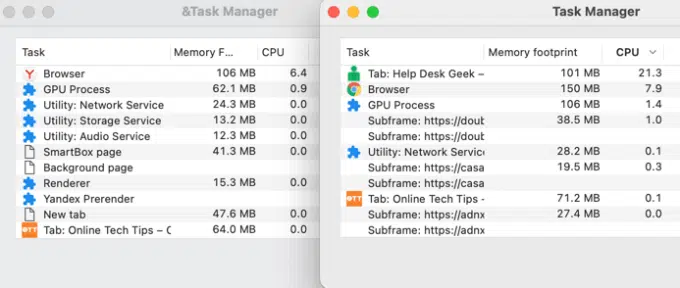 &Task Manager
Task Memory F... CPU
Browser 106 MB 6.4
GPU Process 62.1 MB 0.9
Utility: Network Service 24.3 MB 0.0
Utility: Storage Service 13.2 MB 0.0
Utility: Audio Service 12.3 MB 0.0
SmartBox page 41.3 MB 0.0
Background page
Renderer 15.3 MB 0.0
Yandex Prerender
New tab 47.6 MB 0.0
OTT Tab: Online Tech Tips – C 64.0 MB 0.0
Task Manager
Task Memory footprint CPU
Tab: Help Desk Geek – 101 MB 21.3
Browser 150 MB 7.9
GPU Process 106 MB 1.4
Subframe: https://doub 38.5 MB 1.0
Subframe: https://doub
Utility: Network Servic 28.2 MB 0.1
Subframe: https://casa 19.5 MB 0.3
Subframe: https://casa
OTT Tab: Online Tech Tips - 71.2 MB 0.1
Subframe: https://adnx 27.4 MB 0.0
Subframe: https://adnx